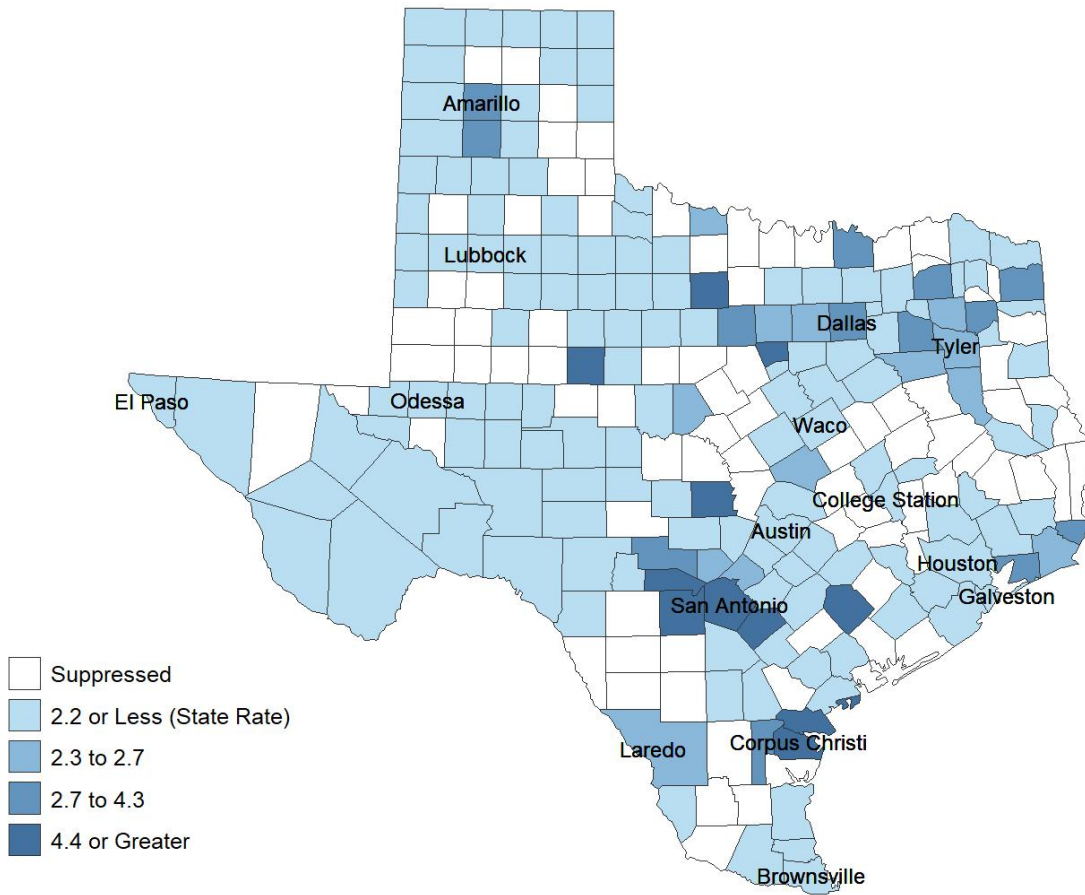 Amarillo
Lubbock
Dallas
Tyler
El Paso
Odessa
Waco
College Station
Austin
Houston
Galveston
San Antonio
Suppressed
2.2 or Less (State Rate)
2.3 to 2.7
2.7 to 4.3
4.4 or Greater
Laredo
Corpus Christi
Brownsville